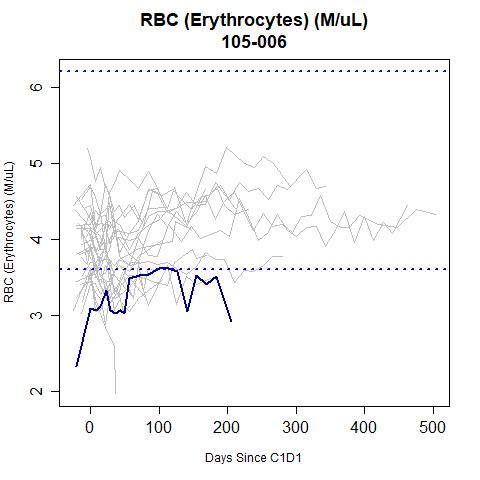 RBC (Erythrocytes) (M/uL)
105-006
RBC (Erythrocytes) (M/uL)
6
5
4
3
2
0 100 200 300 400 500
Days Since C1D1